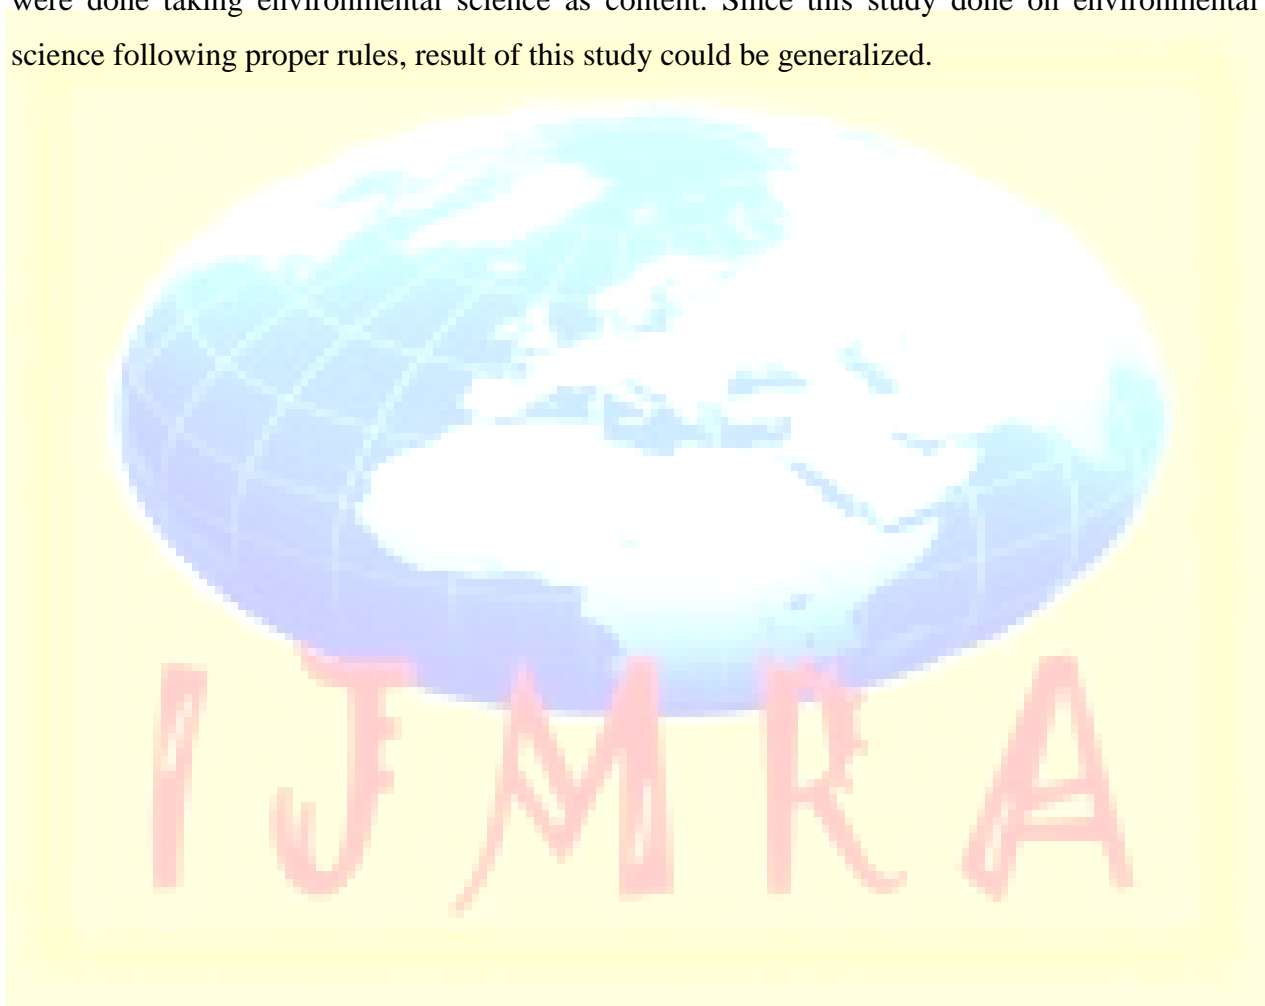 were done taking environmental science as content. Since this study done on environmental
science following proper rules, result of this study could be generalized.
IJMRA